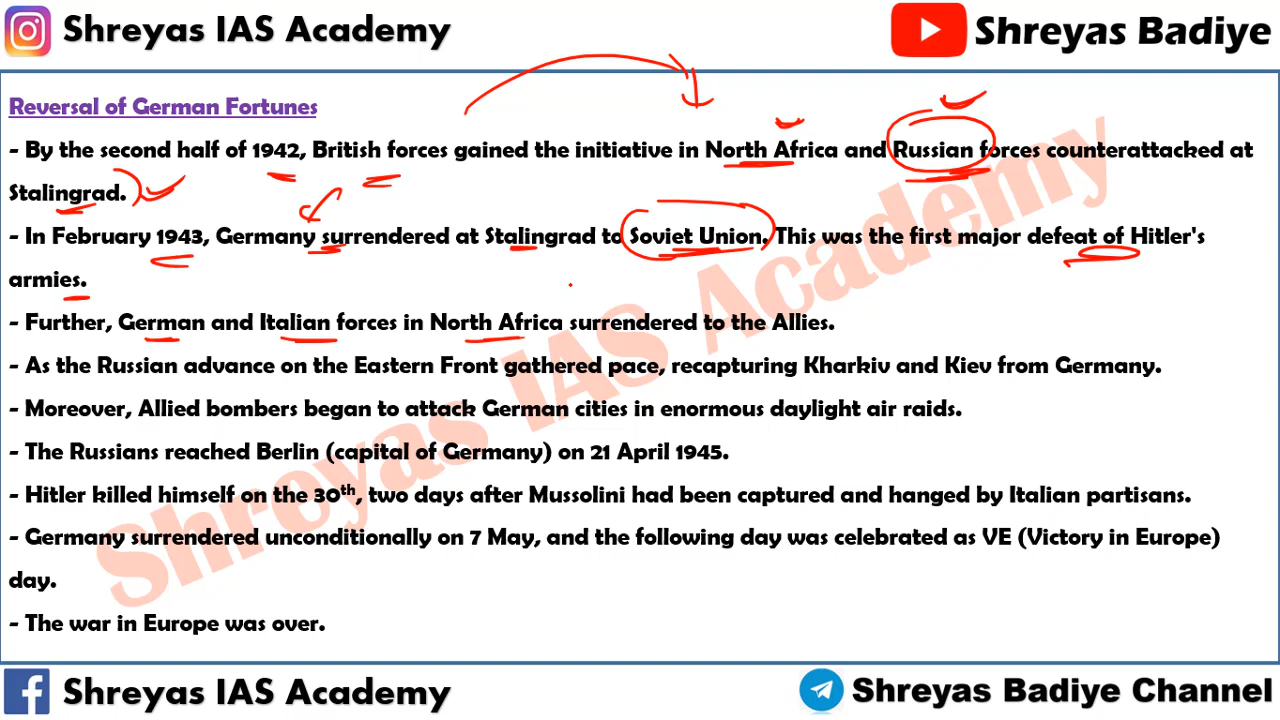 Shreyas IAS Academy
Shreyas Badiye
Reversal of German Fortunes
- By the second half of 1942, British forces gained the initiative in North Africa and Russian forces counterattacked at
Stalingrad.
- In February 1943, Germany surrendered at Stalingrad to Soviet Union. This was the first major defeat of Hitler's
armies.
- Further, German and Italian forces in North Africa surrendered to the Allies.
- As the Russian advance on the Eastern Front gathered pace, recapturing Kharkiv and Kiev from Germany.
- Moreover, Allied bombers began to attack German cities in enormous daylight air raids.
- The Russians reached Berlin (capital of Germany) on 21 April 1945.
- Hitler killed himself on the 30th, two days after Mussolini had been captured and hanged by Italian partisans.
- Germany surrendered unconditionally on 7 May, and the following day was celebrated as VE (Victory in Europe)
day.
- The war in Europe was over.
Shreyas IAS Academy
Shreyas IAS Academy
Shreyas Badiye Channel